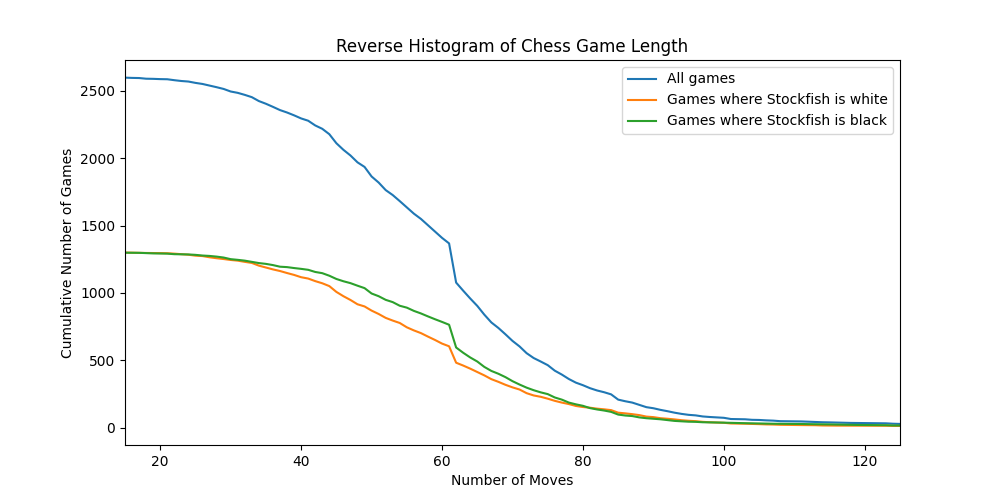 Reverse Histogram of Chess Game Length
All games
Games where Stockfish is white
Games where Stockfish is black
Cumulative Number of Games
2500
2000
1500
1000
500
0
20 40 60 80 100 120
Number of Moves